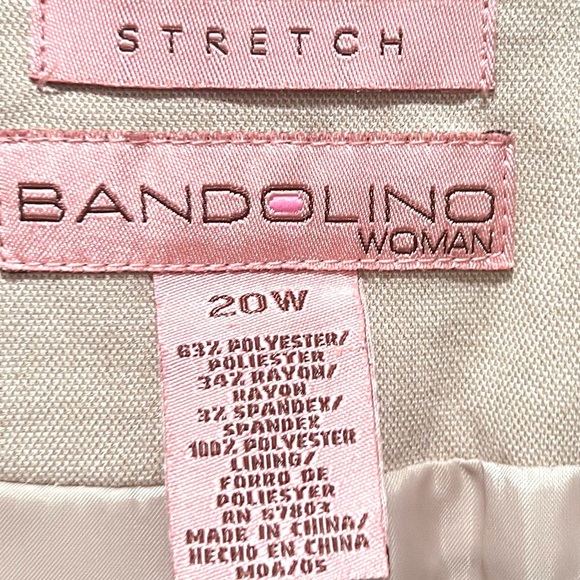 STRETCH
BANDOLINO
WOMAN
20W
63% POLYESTER/
POLIESTER
34% RAYON/
RAYON
3% SPANDEX/
SPANDEX
100% POLYESTER
LINING/
FORRO DE
POLIESTER
RN 57803
MADE IN CHINA/
HECHO EN CHINA
MOA/05